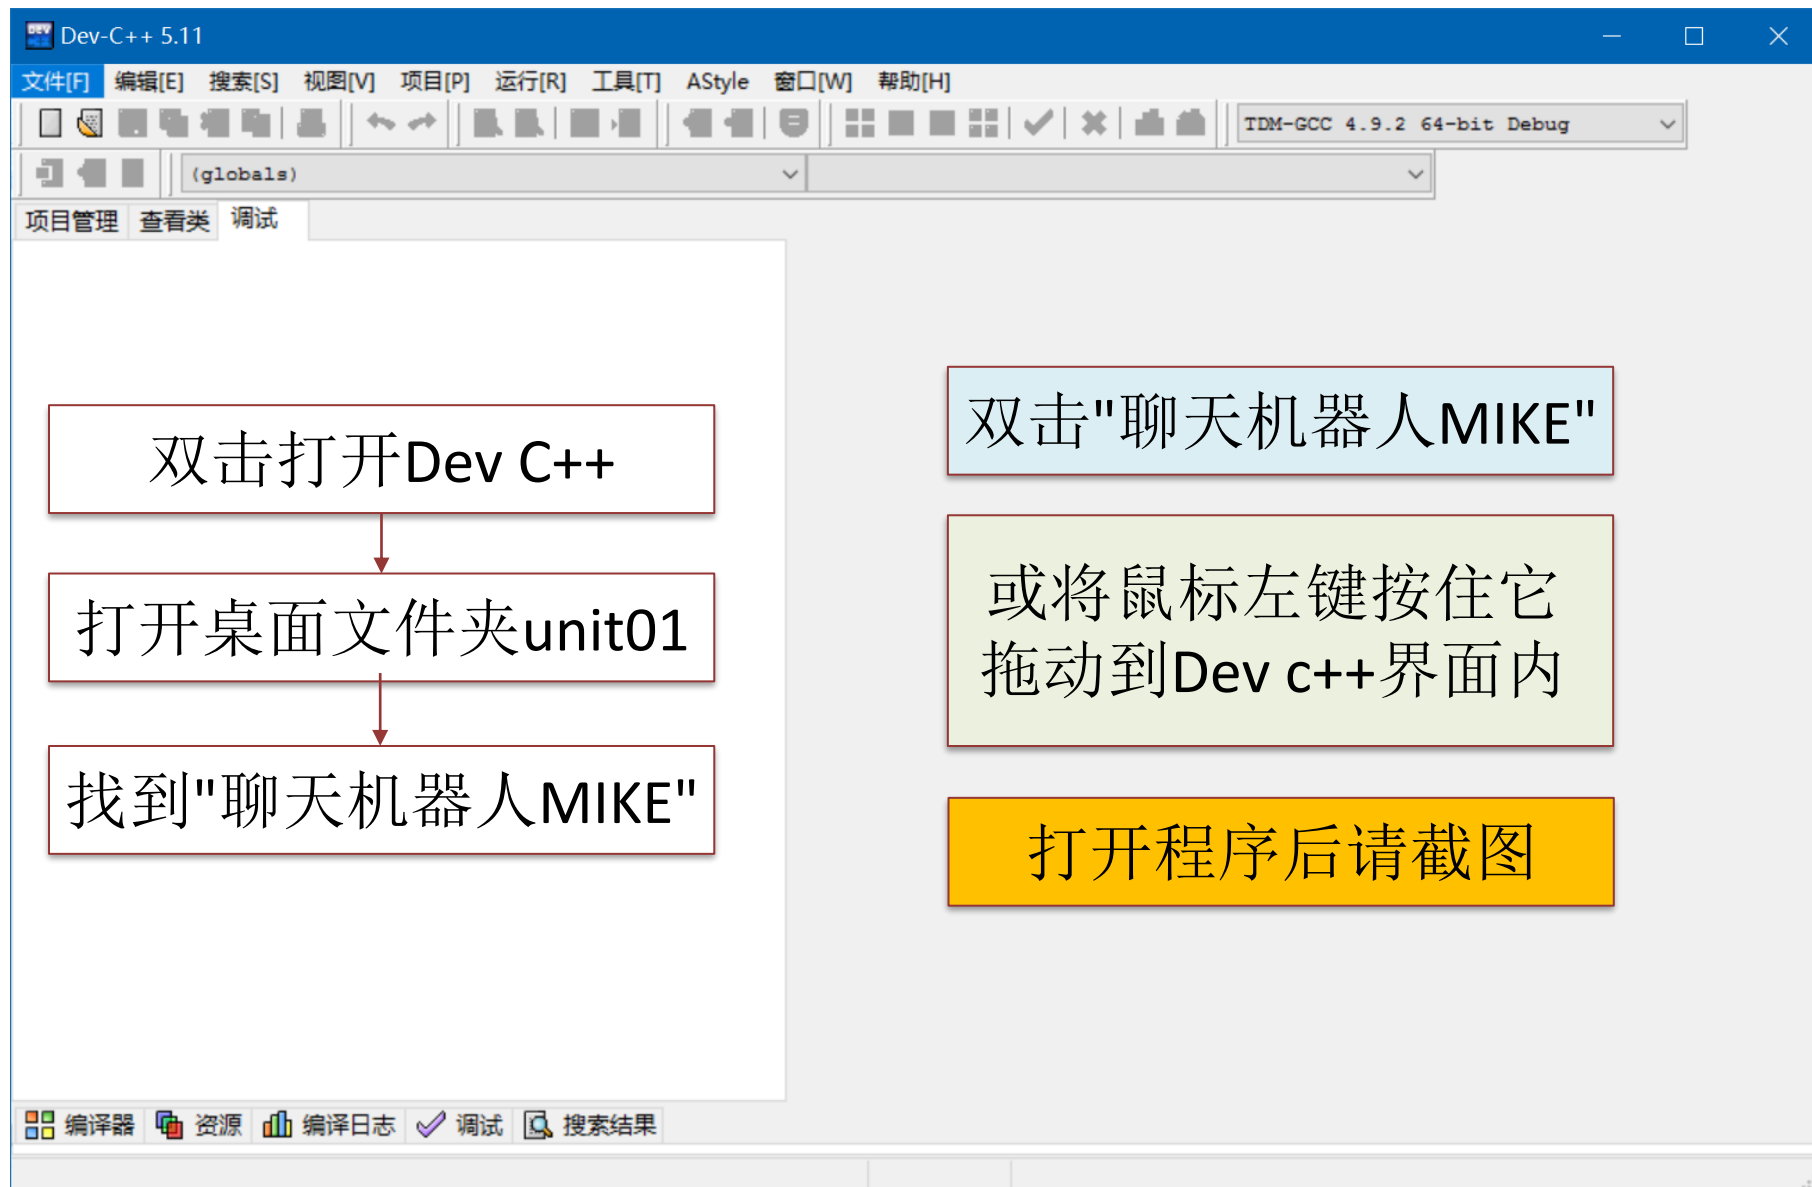 Dev-C++ 5.11
文件[F] 编辑[E] 搜索[S] 视图[V] 项目[P] 运行[R] 工具[T] AStyle 窗口[W] 帮助[H]
TDM-GCC 4.9.2 64-bit Debug
(globals)
项目管理 查看类 调试
双击打开Dev C++
打开桌面文件夹unit01
找到"聊天机器人MIKE"
双击"聊天机器人MIKE"
或将鼠标左键按住它
拖动到Dev c++界面内
打开程序后请截图
编译器 资源 编译日志 调试 搜索结果